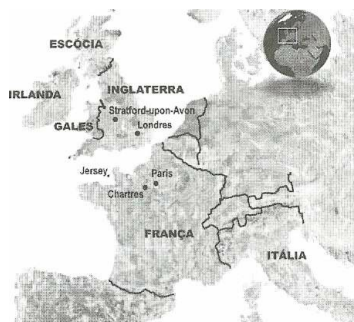 ESCÓCIA
IRLANDA
INGLATERRA
Stratford-upon-Avon
GALES
Londres
Jersey
Paris
Chartres
FRANÇA
ITÁLIA